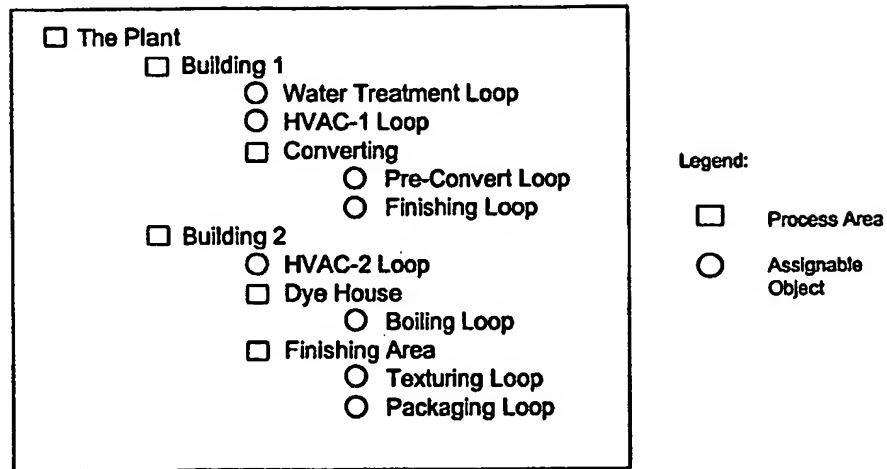 The Plant
Building 1
Water Treatment Loop
HVAC-1 Loop
Converting
Pre-Convert Loop
Finishing Loop
Building 2
HVAC-2 Loop
Dye House
Boiling Loop
Finishing Area
Texturing Loop
Packaging Loop
Legend:
Process Area
Assignable
Object